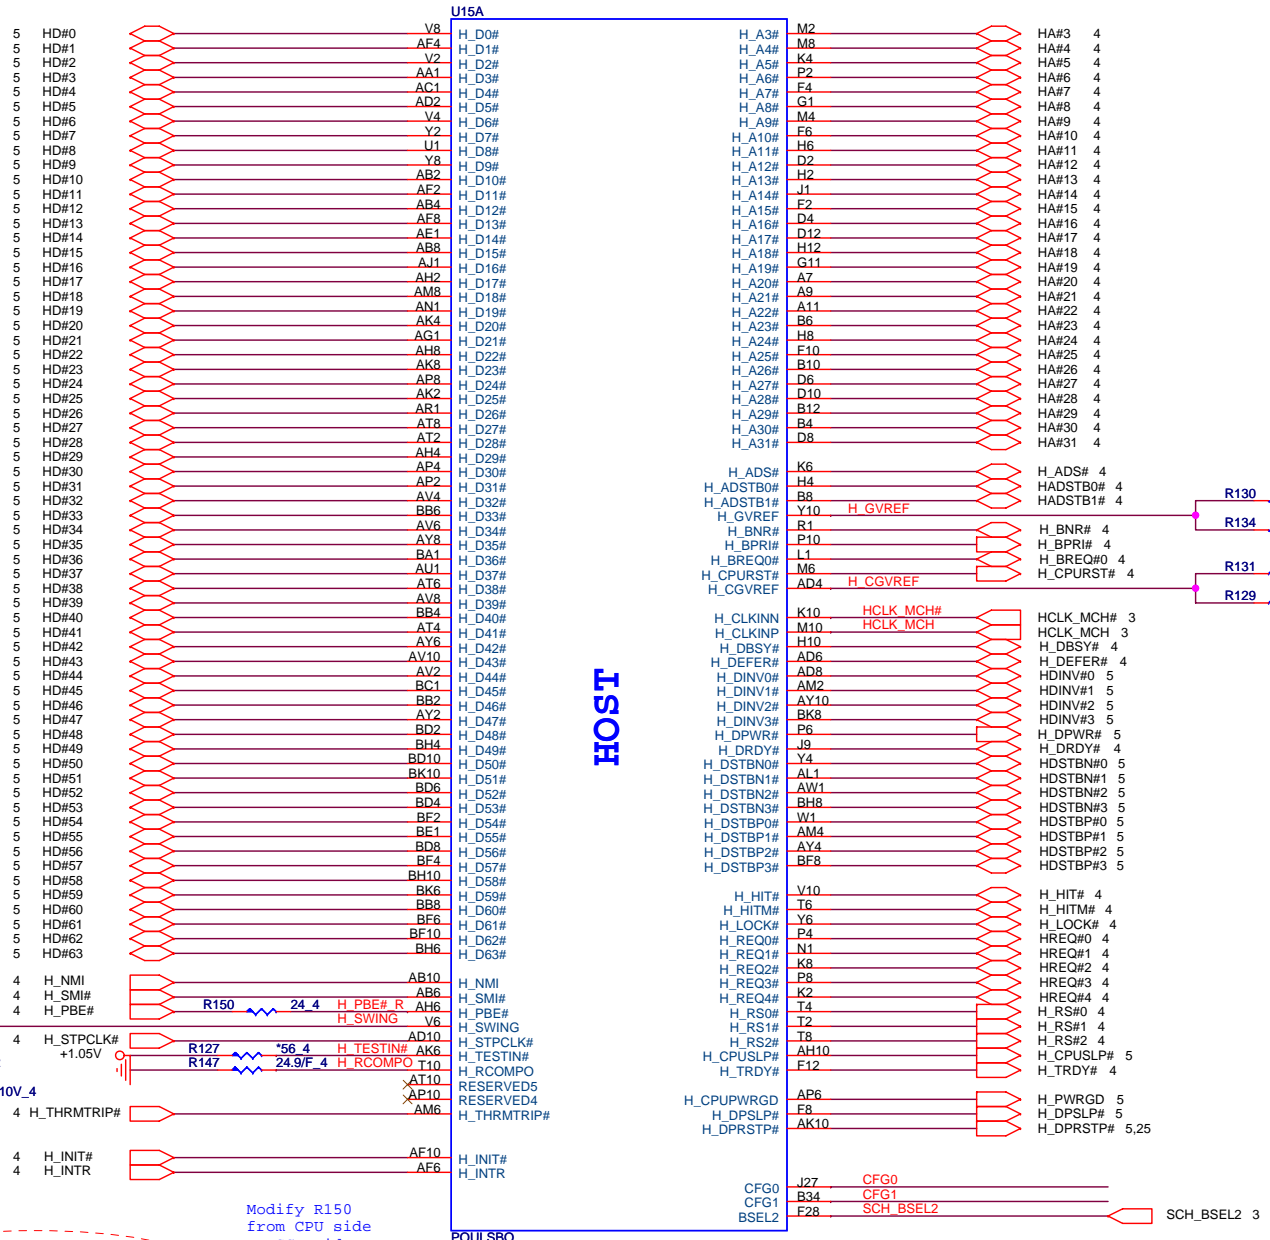 U15A
5 HD#0 V8 H_D0# H_A3# M2 HA#3 4
5 HD#1 AF4 H_D1# H_A4# M8 HA#4 4
5 HD#2 V2 H_D2# H_A5# K4 HA#5 4
5 HD#3 AA1 H_D3# H_A6# P2 HA#6 4
5 HD#4 AC1 H_D4# H_A7# F4 HA#7 4
5 HD#5 AD2 H_D5# H_A8# G1 HA#8 4
5 HD#6 V4 H_D6# H_A9# M4 HA#9 4
5 HD#7 Y2 H_D7# H_A10# F6 HA#10 4
5 HD#8 U1 H_D8# H_A11# H6 HA#11 4
5 HD#9 Y8 H_D9# H_A12# D2 HA#12 4
5 HD#10 AB2 H_D10# H_A13# H2 HA#13 4
5 HD#11 AF2 H_D11# H_A14# J1 HA#14 4
5 HD#12 AB4 H_D12# H_A15# F2 HA#15 4
5 HD#13 AF8 H_D13# H_A16# D4 HA#16 4
5 HD#14 AE1 H_D14# H_A17# D12 HA#17 4
5 HD#15 AB8 H_D15# H_A18# H12 HA#18 4
5 HD#16 AJ1 H_D16# H_A19# G11 HA#19 4
5 HD#17 AH2 H_D17# H_A20# A7 HA#20 4
5 HD#18 AM8 H_D18# H_A21# A9 HA#21 4
5 HD#19 AN1 H_D19# H_A22# A11 HA#22 4
5 HD#20 AK4 H_D20# H_A23# B6 HA#23 4
5 HD#21 AG1 H_D21# H_A24# H8 HA#24 4
5 HD#22 AH8 H_D22# H_A25# F10 HA#25 4
5 HD#23 AK8 H_D23# H_A26# B10 HA#26 4
5 HD#24 AP8 H_D24# H_A27# D6 HA#27 4
5 HD#25 AK2 H_D25# H_A28# D10 HA#28 4
5 HD#26 AR1 H_D26# H_A29# B12 HA#29 4
5 HD#27 AT8 H_D27# H_A30# B4 HA#30 4
5 HD#28 AT2 H_D28# H_A31# D8 HA#31 4
5 HD#29 AH4 H_D29#
5 HD#30 AP4 H_D30# H_ADS# K6 H_ADS# 4
5 HD#31 AP2 H_D31# H_ADSTB0# H4 HADSTB0# 4
5 HD#32 AV4 H_D32# H_ADSTB1# B8 HADSTB1# 4 R130
5 HD#33 BB6 H_D33# H_GVREF Y10 H_GVREF
5 HD#34 AV6 H_D34# H_BNR# R1 H_BNR# 4 R134
5 HD#35 AY8 H_D35# H_BPRI# P10 H_BPRI# 4
5 HD#36 BA1 H_D36# H_BREQ0# L1 H_BREQ#0 4
5 HD#37 AU1 H_D37# H_CPURST# M6 H_CPURST# 4 R131
5 HD#38 AT6 H_D38# H_CGVREF AD4 H_CGVREF
5 HD#39 AV8 H_D39# R129
5 HD#40 BB4 H_D40# H_CLKINN K10 HCLK_MCH# HCLK_MCH# 3
5 HD#41 AT4 H_D41# H_CLKINP M10 HCLK_MCH HCLK_MCH 3
5 HD#42 AY6 H_D42# H_DBSY# H10 H_DBSY# 4
5 HD#43 AV10 H_D43# H_DEFER# AD6 H_DEFER# 4
5 HD#44 AV2 H_D44# H_DINV0# AD8 HDINV#0 5
5 HD#45 BC1 H_D45# H_DINV1# AM2 HDINV#1 5
5 HD#46 BB2 H_D46# H_DINV2# AY10 HDINV#2 5
5 HD#47 AY2 H_D47# H_DINV3# BK8 HDINV#3 5
5 HD#48 BD2 H_D48# H_DPWR# P6 H_DPWR# 5
5 HD#49 BH4 H_D49# H_DRDY# J9 H_DRDY# 4
5 HD#50 BD10 H_D50# H_DSTBN0# Y4 HDSTBN#0 5
5 HD#51 BK10 H_D51# H_DSTBN1# AL1 HDSTBN#1 5
5 HD#52 BD6 H_D52# H_DSTBN2# AW1 HDSTBN#2 5
5 HD#53 BD4 H_D53# H_DSTBN3# BH8 HDSTBN#3 5
5 HD#54 BF2 H_D54# H_DSTBP0# W1 HDSTBP#0 5
5 HD#55 BE1 H_D55# H_DSTBP1# AM4 HDSTBP#1 5
5 HD#56 BD8 H_D56# H_DSTBP2# AY4 HDSTBP#2 5
5 HD#57 BF4 H_D57# H_DSTBP3# BF8 HDSTBP#3 5
5 HD#58 BH10 H_D58#
5 HD#59 BK6 H_D59# H_HIT# V10 H_HIT# 4
5 HD#60 BB8 H_D60# H_HITM# T6 H_HITM# 4
5 HD#61 BF6 H_D61# H_LOCK# Y6 H_LOCK# 4
5 HD#62 BF10 H_D62# H_REQ0# P4 HREQ#0 4
5 HD#63 BH6 H_D63# H_REQ1# N1 HREQ#1 4
H_REQ2# K8 HREQ#2 4
4 H_NMI AB10 H_NMI H_REQ3# P8 HREQ#3 4
4 H_SMI# AB6 H_SMI# H_REQ4# K2 HREQ#4 4
4 H_PBE# R150 24_4 H_PBE#_R AH6 H_PBE# H_RS0# T4 H_RS#0 4
H_SWING V6 H_SWING H_RS1# T2 H_RS#1 4
4 H_STPCLK# AD10 H_STPCLK# H_RS2# T8 H_RS#2 4
+1.05V R127 *56_4 H_TESTIN# AK6 H_TESTIN# H_CPUSLP# AH10 H_CPUSLP# 5
R147 24.9/F_4 H_RCOMPO T10 H_RCOMPO H_TRDY# F12 H_TRDY# 4
AT10 RESERVED5
10V_4 AP10 RESERVED4 H_CPUPWRGD AP6 H_PWRGD 5
4 H_THRMTRIP# AM6 H_THRMTRIP# H_DPSLP# F8 H_DPSLP# 5
H_DPRSTP# AK10 H_DPRSTP# 5,25
4 H_INIT# AF10 H_INIT#
4 H_INTR AF6 H_INTR
CFG0 J27 CFG0
CFG1 B34 CFG1
BSEL2 F28 SCH_BSEL2 SCH_BSEL2 3
HOST
Modify R150
from CPU side
POULSBO